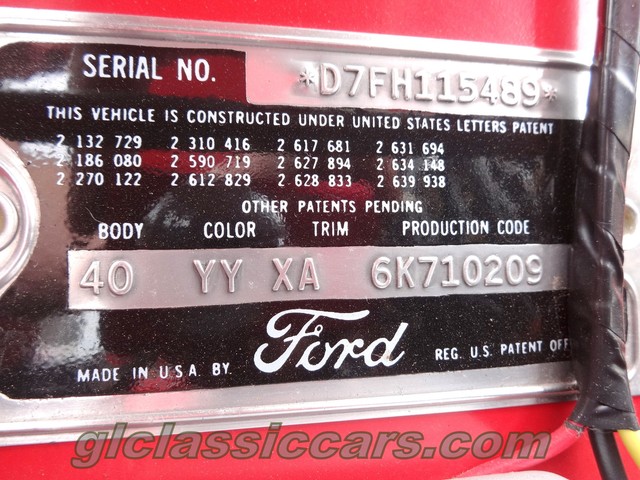 SERIAL NO. *D7FH115489*
THIS VEHICLE IS CONSTRUCTED UNDER UNITED STATES LETTERS PATENT
2 132 729 2 310 416 2 617 681 2 631 694
2 186 080 2 590 719 2 627 894 2 634 148
2 270 122 2 612 829 2 628 833 2 639 938
OTHER PATENTS PENDING
BODY COLOR TRIM PRODUCTION CODE
40 YY XA 6K710209
MADE IN U.S.A. BY Ford REG. U.S. PATENT OFF
glclassiccars.com